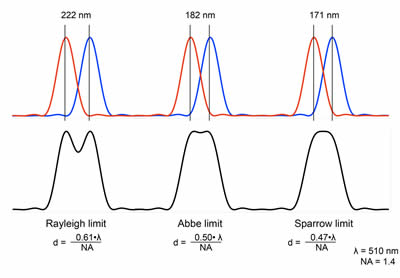 222 nm 182 nm 171 nm
Rayleigh limit Abbe limit Sparrow limit
d = 0.61•λ / NA d = 0.50• λ / NA d = 0.47•λ / NA
λ = 510 nm
NA = 1.4